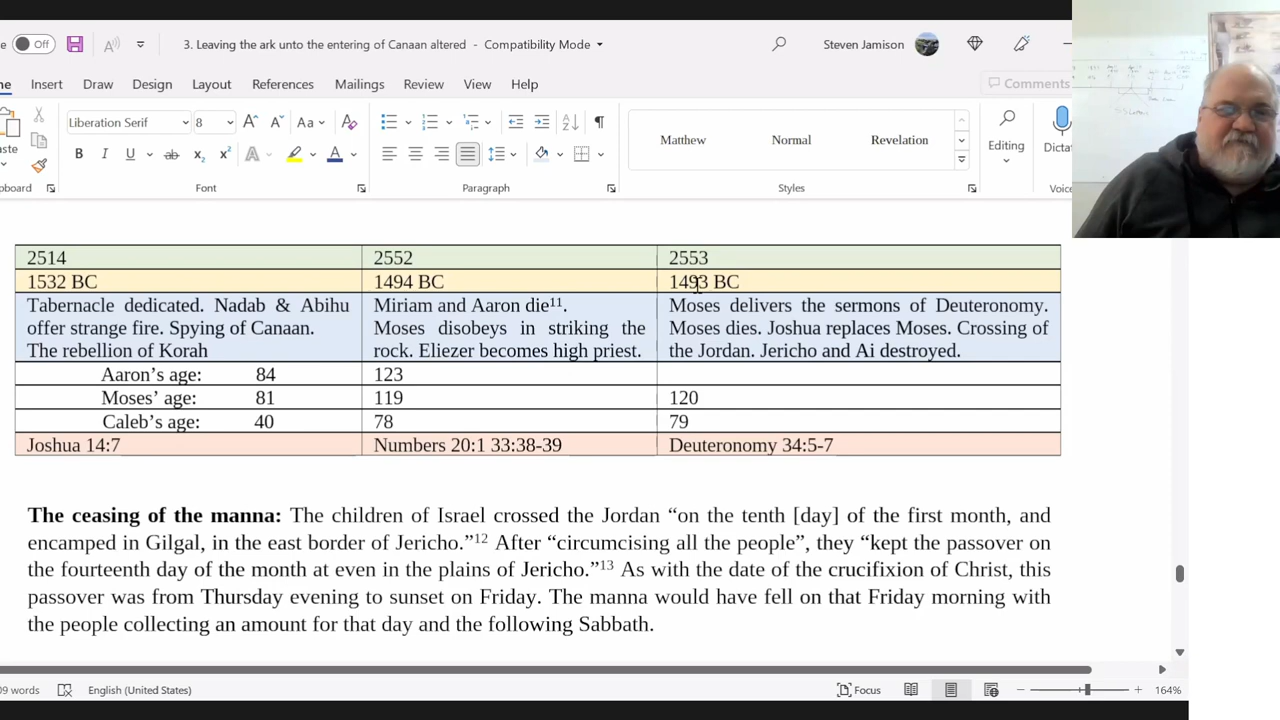 e Off 3. Leaving the ark unto the entering of Canaan altered - Compatibility Mode Steven Jamison
me Insert Draw Design Layout References Mailings Review View Help Comments
Liberation Serif 8 Aa Matthew Normal Revelation Editing Dictat
aste B I U ab x₂ x² A A
pboard Font Paragraph Styles Voice
2514 2552 2553
1532 BC 1494 BC 1493 BC
Tabernacle dedicated. Nadab & Abihu Miriam and Aaron die¹¹. Moses delivers the sermons of Deuteronomy.
offer strange fire. Spying of Canaan. Moses disobeys in striking the Moses dies. Joshua replaces Moses. Crossing of
The rebellion of Korah rock. Eliezer becomes high priest. the Jordan. Jericho and Ai destroyed.
Aaron’s age: 84 123
Moses’ age: 81 119 120
Caleb’s age: 40 78 79
Joshua 14:7 Numbers 20:1 33:38-39 Deuteronomy 34:5-7
The ceasing of the manna: The children of Israel crossed the Jordan “on the tenth [day] of the first month, and
encamped in Gilgal, in the east border of Jericho.”¹² After “circumcising all the people”, they “kept the passover on
the fourteenth day of the month at even in the plains of Jericho.”¹³ As with the date of the crucifixion of Christ, this
passover was from Thursday evening to sunset on Friday. The manna would have fell on that Friday morning with
the people collecting an amount for that day and the following Sabbath.
09 words English (United States) Focus 164%